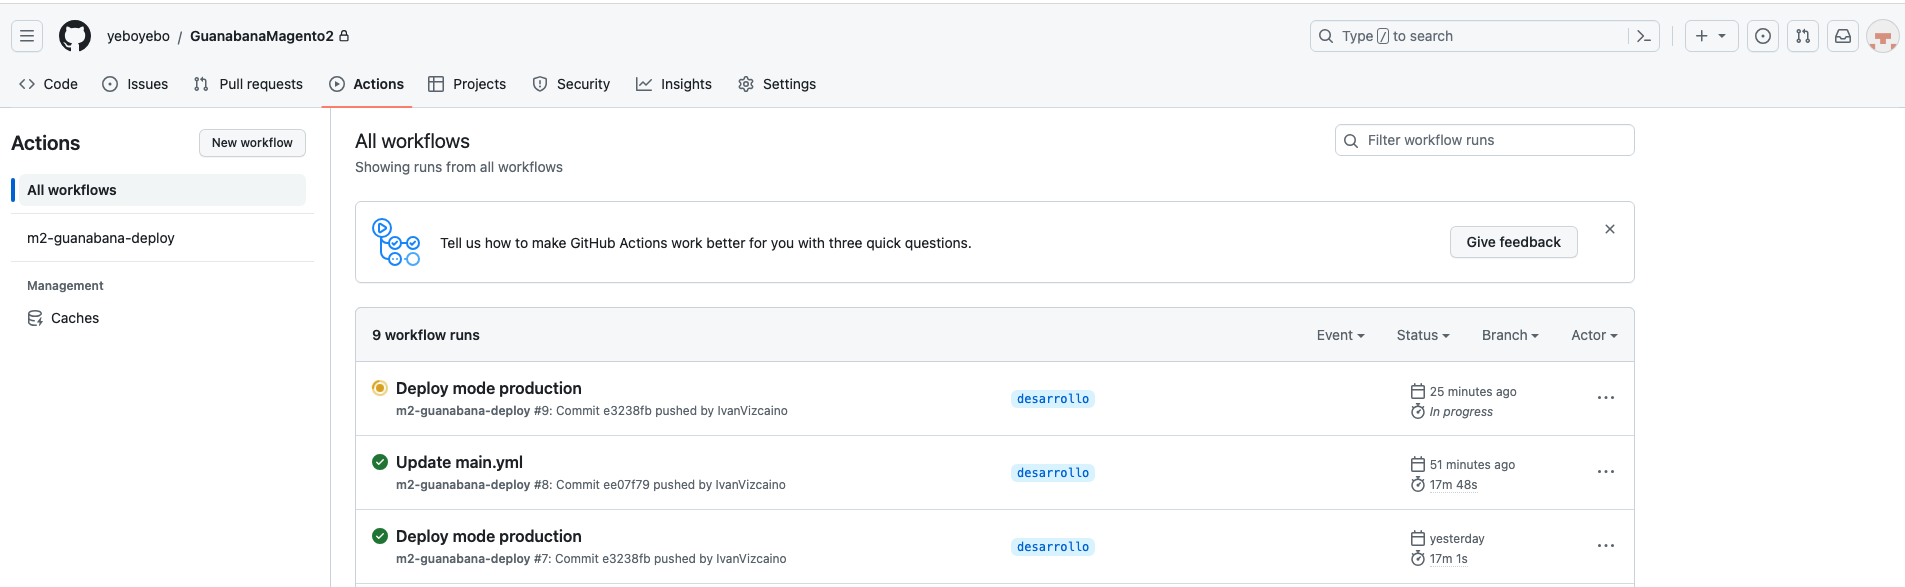 yeboyebo / GuanabanaMagento2
Type / to search
Code Issues Pull requests Actions Projects Security Insights Settings
Actions
New workflow
All workflows
m2-guanabana-deploy
Management
Caches
All workflows
Showing runs from all workflows
Filter workflow runs
Tell us how to make GitHub Actions work better for you with three quick questions.
Give feedback
9 workflow runs
Event Status Branch Actor
Deploy mode production
m2-guanabana-deploy #9: Commit e3238fb pushed by IvanVizcaino
desarrollo
25 minutes ago
In progress
Update main.yml
m2-guanabana-deploy #8: Commit ee07f79 pushed by IvanVizcaino
desarrollo
51 minutes ago
17m 48s
Deploy mode production
m2-guanabana-deploy #7: Commit e3238fb pushed by IvanVizcaino
desarrollo
yesterday
17m 1s